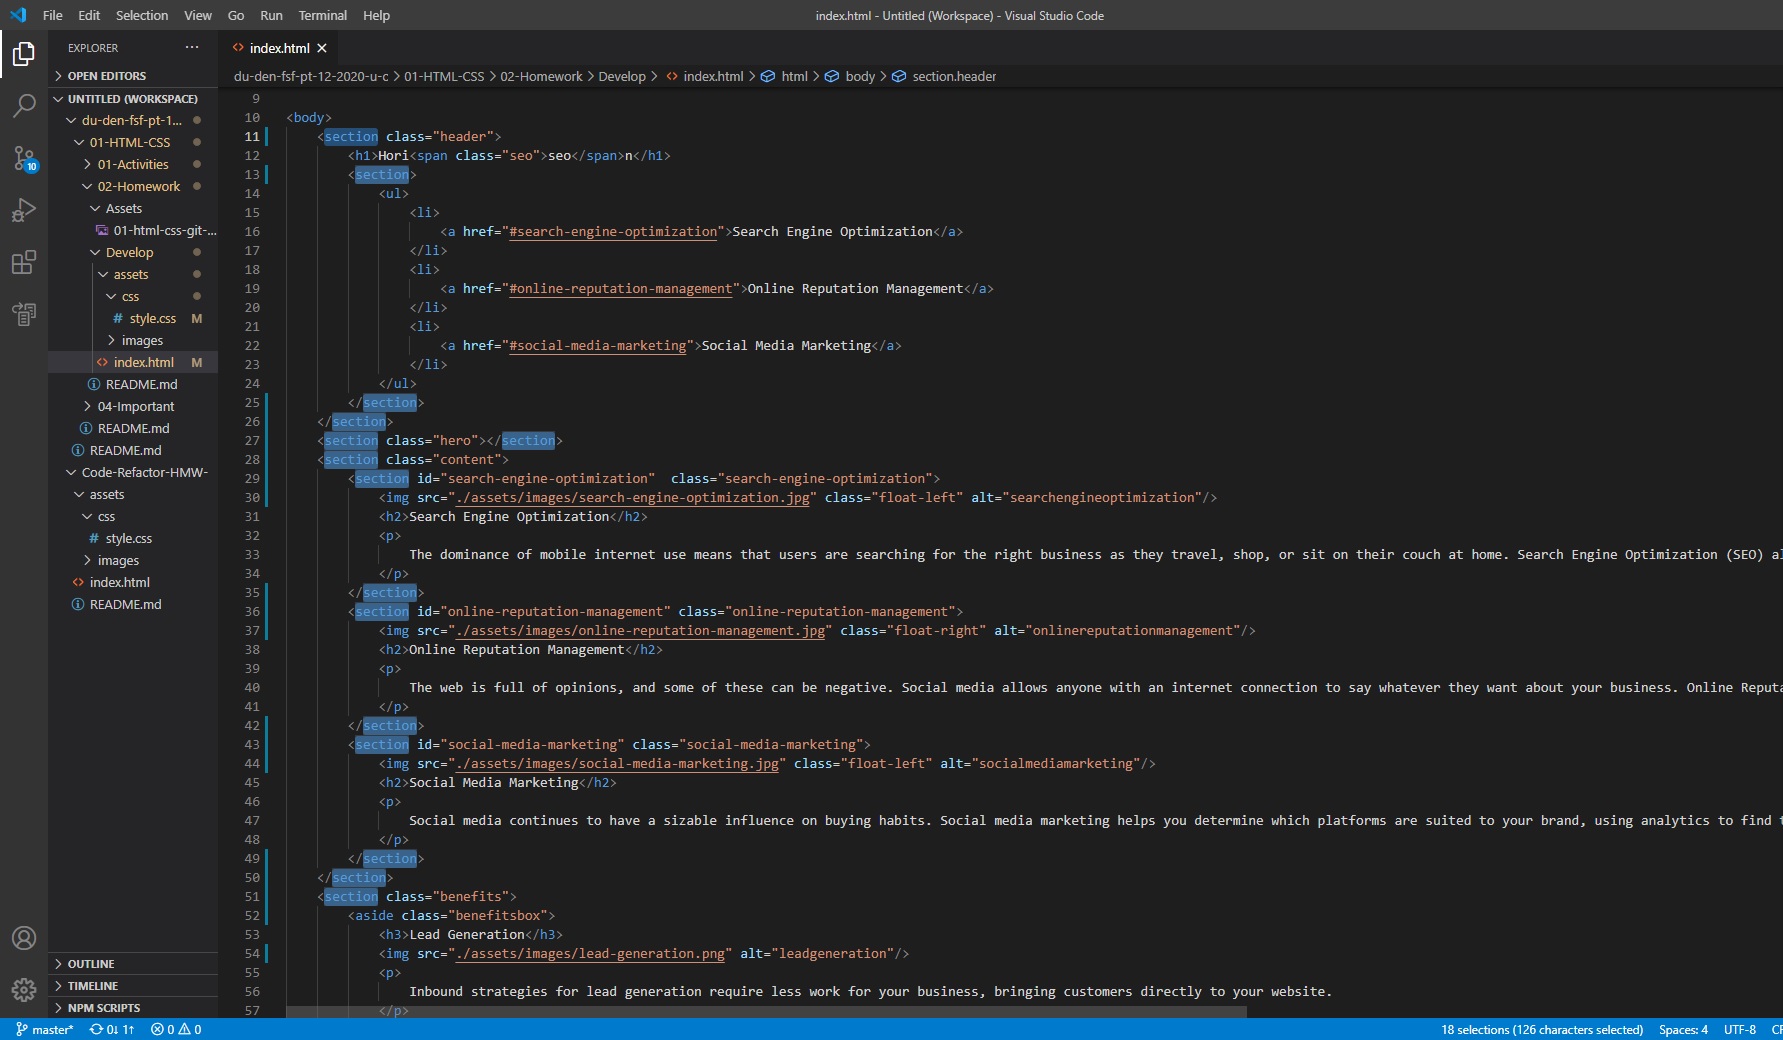 File Edit Selection View Go Run Terminal Help
index.html - Untitled (Workspace) - Visual Studio Code
EXPLORER ···
OPEN EDITORS
UNTITLED (WORKSPACE)
du-den-fsf-pt-1...
01-HTML-CSS
01-Activities
02-Homework
Assets
01-html-css-git-...
Develop
assets
css
# style.css M
images
<> index.html M
README.md
04-Important
README.md
README.md
Code-Refactor-HMW-
assets
css
# style.css
images
<> index.html
README.md
OUTLINE
TIMELINE
NPM SCRIPTS
10
<> index.html ×
du-den-fsf-pt-12-2020-u-c > 01-HTML-CSS > 02-Homework > Develop > <> index.html > html > body > section.header
9
10 <body>
11 <section class="header">
12 <h1>Hori<span class="seo">seo</span>n</h1>
13 <section>
14 <ul>
15 <li>
16 <a href="#search-engine-optimization">Search Engine Optimization</a>
17 </li>
18 <li>
19 <a href="#online-reputation-management">Online Reputation Management</a>
20 </li>
21 <li>
22 <a href="#social-media-marketing">Social Media Marketing</a>
23 </li>
24 </ul>
25 </section>
26 </section>
27 <section class="hero"></section>
28 <section class="content">
29 <section id="search-engine-optimization"  class="search-engine-optimization">
30 <img src="./assets/images/search-engine-optimization.jpg" class="float-left" alt="searchengineoptimization"/>
31 <h2>Search Engine Optimization</h2>
32 <p>
33 The dominance of mobile internet use means that users are searching for the right business as they travel, shop, or sit on their couch at home. Search Engine Optimization (SEO) al
34 </p>
35 </section>
36 <section id="online-reputation-management" class="online-reputation-management">
37 <img src="./assets/images/online-reputation-management.jpg" class="float-right" alt="onlinereputationmanagement"/>
38 <h2>Online Reputation Management</h2>
39 <p>
40 The web is full of opinions, and some of these can be negative. Social media allows anyone with an internet connection to say whatever they want about your business. Online Reputa
41 </p>
42 </section>
43 <section id="social-media-marketing" class="social-media-marketing">
44 <img src="./assets/images/social-media-marketing.jpg" class="float-left" alt="socialmediamarketing"/>
45 <h2>Social Media Marketing</h2>
46 <p>
47 Social media continues to have a sizable influence on buying habits. Social media marketing helps you determine which platforms are suited to your brand, using analytics to find t
48 </p>
49 </section>
50 </section>
51 <section class="benefits">
52 <aside class="benefitsbox">
53 <h3>Lead Generation</h3>
54 <img src="./assets/images/lead-generation.png" alt="leadgeneration"/>
55 <p>
56 Inbound strategies for lead generation require less work for your business, bringing customers directly to your website.
57 </p>
master* 0↓ 1↑ 0 0
18 selections (126 characters selected) Spaces: 4 UTF-8 CR